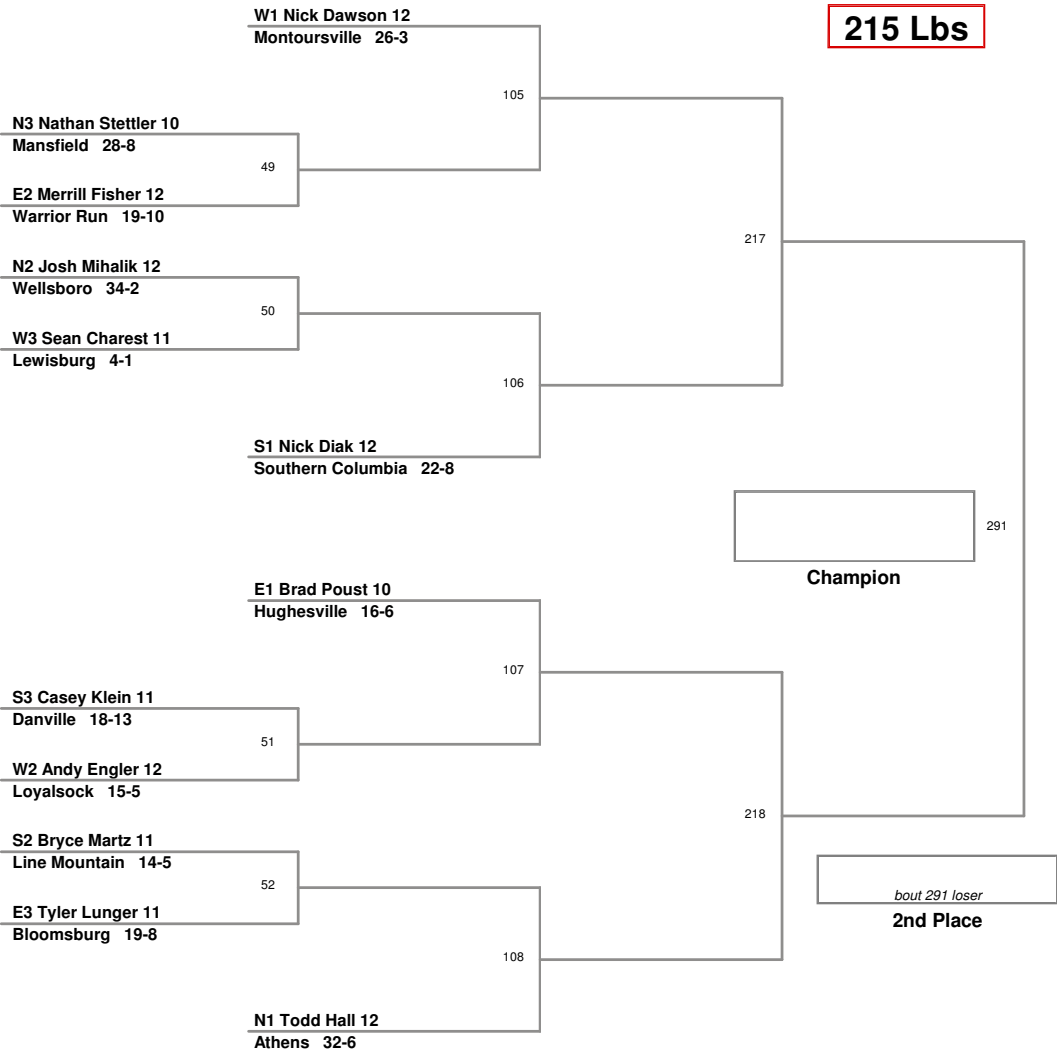 W1 Nick Dawson 12
Montoursville 26-3
215 Lbs
105
N3 Nathan Stettler 10
Mansfield 28-8
49
E2 Merrill Fisher 12
Warrior Run 19-10
217
N2 Josh Mihalik 12
Wellsboro 34-2
50
W3 Sean Charest 11
Lewisburg 4-1
106
S1 Nick Diak 12
Southern Columbia 22-8
291
Champion
E1 Brad Poust 10
Hughesville 16-6
107
S3 Casey Klein 11
Danville 18-13
51
W2 Andy Engler 12
Loyalsock 15-5
218
S2 Bryce Martz 11
Line Mountain 14-5
52
bout 291 loser
2nd Place
E3 Tyler Lunger 11
Bloomsburg 19-8
108
N1 Todd Hall 12
Athens 32-6